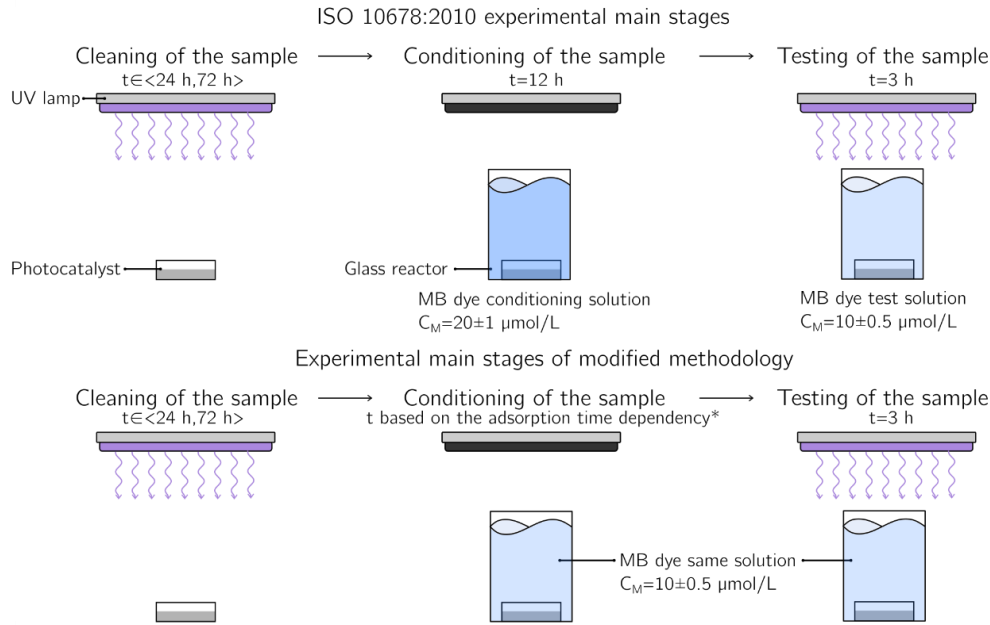 ISO 10678:2010 experimental main stages
Cleaning of the sample → Conditioning of the sample → Testing of the sample
t∈<24 h,72 h> t=12 h t=3 h
UV lamp
Photocatalyst Glass reactor
MB dye conditioning solution MB dye test solution
C_M=20±1 μmol/L C_M=10±0.5 μmol/L
Experimental main stages of modified methodology
Cleaning of the sample → Conditioning of the sample → Testing of the sample
t∈<24 h,72 h> t based on the adsorption time dependency* t=3 h
MB dye same solution
C_M=10±0.5 μmol/L